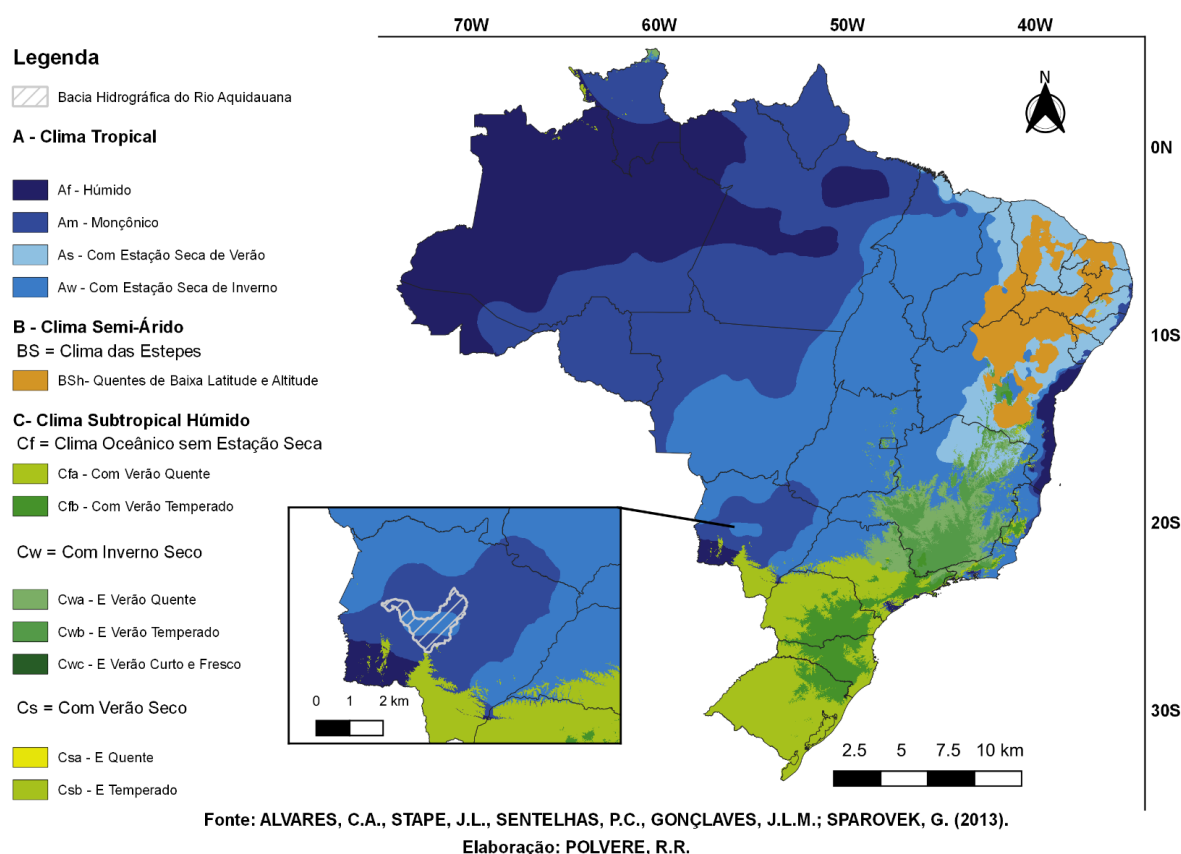 70W 60W 50W 40W
Legenda
Bacia Hidrográfica do Rio Aquidauana
N
A - Clima Tropical
0N
Af - Húmido
Am - Monçônico
As - Com Estação Seca de Verão
Aw - Com Estação Seca de Inverno
B - Clima Semi-Árido
BS = Clima das Estepes
10S
BSh- Quentes de Baixa Latitude e Altitude
C- Clima Subtropical Húmido
Cf = Clima Oceânico sem Estação Seca
Cfa - Com Verão Quente
Cfb - Com Verão Temperado
20S
Cw = Com Inverno Seco
Cwa - E Verão Quente
Cwb - E Verão Temperado
Cwc - E Verão Curto e Fresco
0 1 2 km
Cs = Com Verão Seco
30S
Csa - E Quente
Csb - E Temperado
2.5 5 7.5 10 km
Fonte: ALVARES, C.A., STAPE, J.L., SENTELHAS, P.C., GONÇLAVES, J.L.M.; SPAROVEK, G. (2013).
Elaboração: POLVERE, R.R.